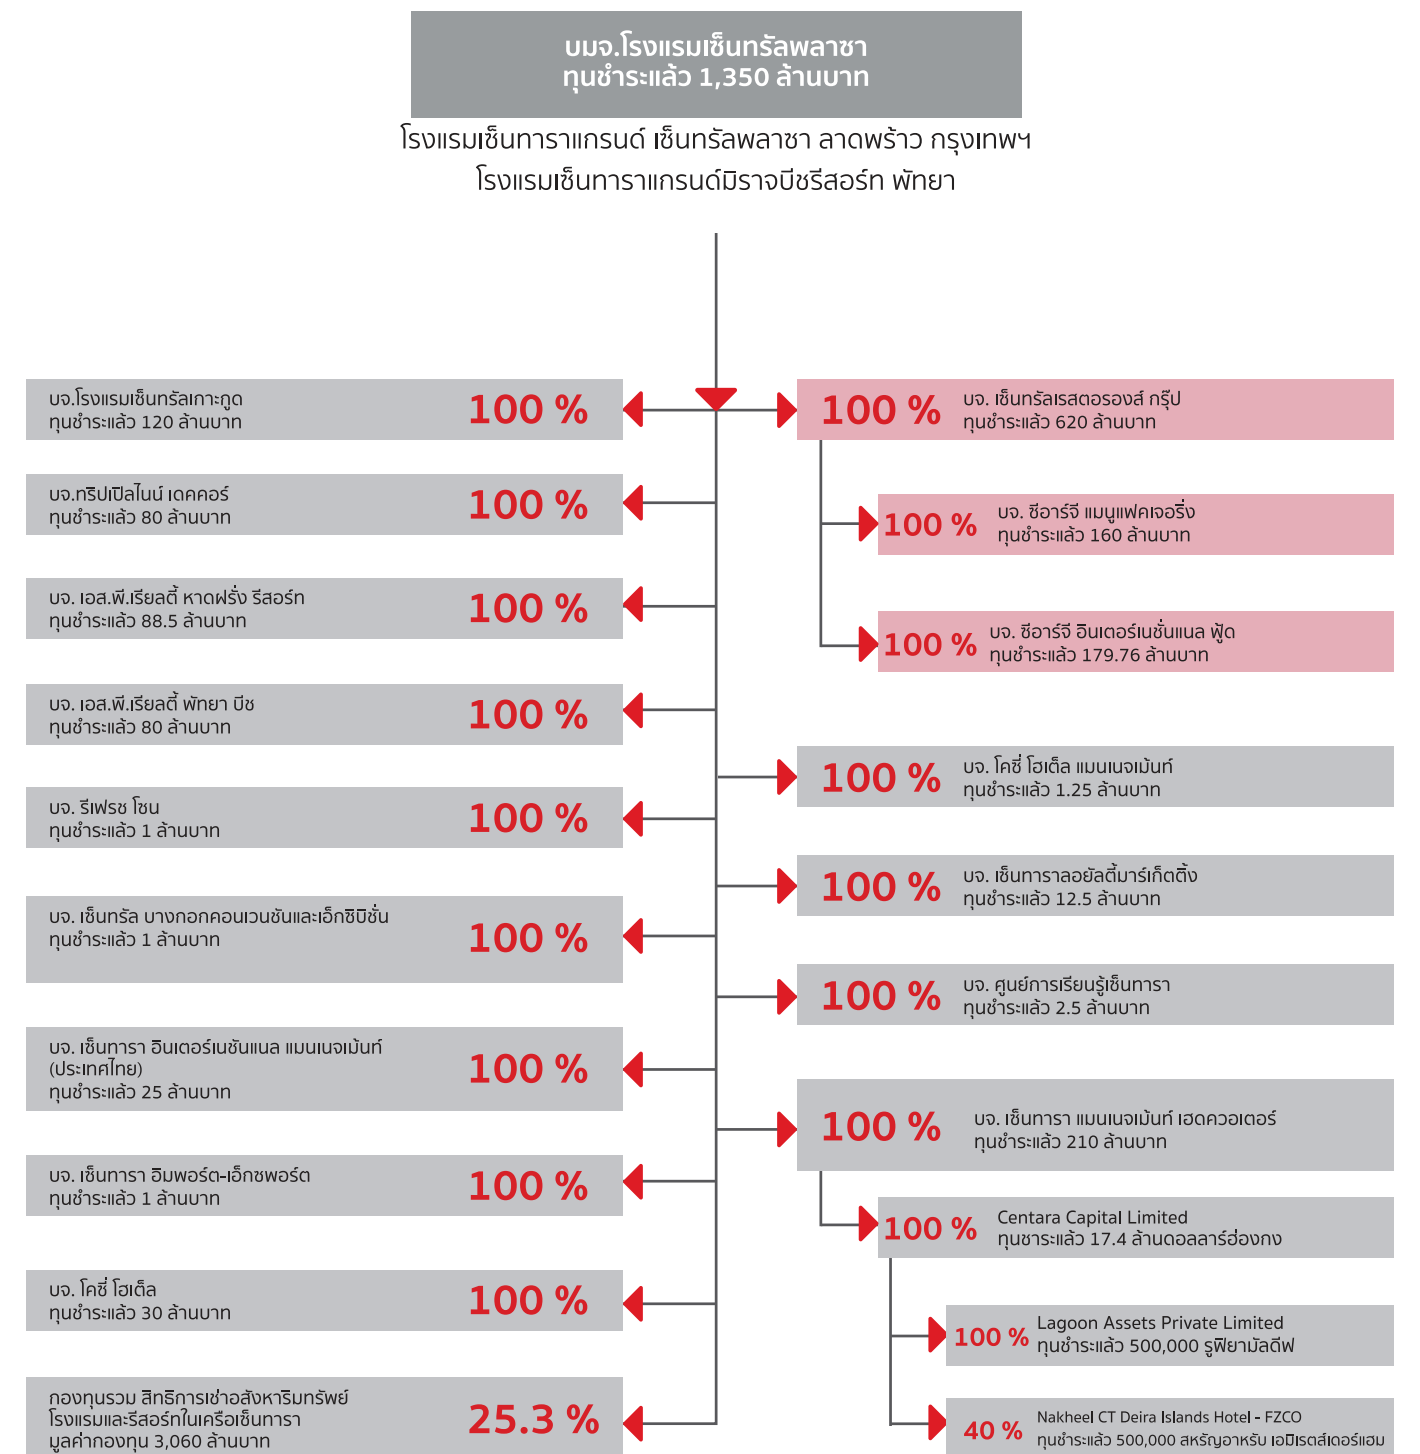 บมจ.โรงแรมเซ็นทรัลพลาซา
ทุนชำระแล้ว 1,350 ล้านบาท
โรงแรมเซ็นทาราแกรนด์ เซ็นทรัลพลาซา ลาดพร้าว กรุงเทพฯ
โรงแรมเซ็นทาราแกรนด์มิราจบีชรีสอร์ท พัทยา
บจ.โรงแรมเซ็นทรัลเกาะกูด
ทุนชำระแล้ว 120 ล้านบาท
100 %
บจ.ทริปเปิลไนน์ เดคคอร์
ทุนชำระแล้ว 80 ล้านบาท
100 %
บจ. เอส.พี.เรียลตี้ หาดฝรั่ง รีสอร์ท
ทุนชำระแล้ว 88.5 ล้านบาท
100 %
บจ. เอส.พี.เรียลตี้ พัทยา บีช
ทุนชำระแล้ว 80 ล้านบาท
100 %
บจ. รีเฟรช โซน
ทุนชำระแล้ว 1 ล้านบาท
100 %
บจ. เซ็นทรัล บางกอกคอนเวนชันและเอ็กซิบิชั่น
ทุนชำระแล้ว 1 ล้านบาท
100 %
บจ. เซ็นทารา อินเตอร์เนชันแนล แมนเนจเม้นท์
(ประเทศไทย)
ทุนชำระแล้ว 25 ล้านบาท
100 %
บจ. เซ็นทารา อิมพอร์ต-เอ็กซพอร์ต
ทุนชำระแล้ว 1 ล้านบาท
100 %
บจ. โคซี่ โฮเต็ล
ทุนชำระแล้ว 30 ล้านบาท
100 %
กองทุนรวม สิทธิการเช่าอสังหาริมทรัพย์
โรงแรมและรีสอร์ทในเครือเซ็นทารา
มูลค่ากองทุน 3,060 ล้านบาท
25.3 %
100 %
บจ. เซ็นทรัลเรสตอรองส์ กรุ๊ป
ทุนชำระแล้ว 620 ล้านบาท
100 %
บจ. ซีอาร์จี แมนูแฟคเจอริ่ง
ทุนชำระแล้ว 160 ล้านบาท
100 %
บจ. ซีอาร์จี อินเตอร์เนชั่นแนล ฟู้ด
ทุนชำระแล้ว 179.76 ล้านบาท
100 %
บจ. โคซี่ โฮเต็ล แมนเนจเม้นท์
ทุนชำระแล้ว 1.25 ล้านบาท
100 %
บจ. เซ็นทาราลอยัลตี้มาร์เก็ตติ้ง
ทุนชำระแล้ว 12.5 ล้านบาท
100 %
บจ. ศูนย์การเรียนรู้เซ็นทารา
ทุนชำระแล้ว 2.5 ล้านบาท
100 %
บจ. เซ็นทารา แมนเนจเม้นท์ เฮดควอเตอร์
ทุนชำระแล้ว 210 ล้านบาท
100 %
Centara Capital Limited
ทุนชาระแล้ว 17.4 ล้านดอลลาร์ฮ่องกง
100 %
Lagoon Assets Private Limited
ทุนชำระแล้ว 500,000 รูฟิยามัลดีฟ
40 %
Nakheel CT Deira Islands Hotel - FZCO
ทุนชำระแล้ว 500,000 สหรัญอาหรับ เอมิเรตส์เดอร์แฮม